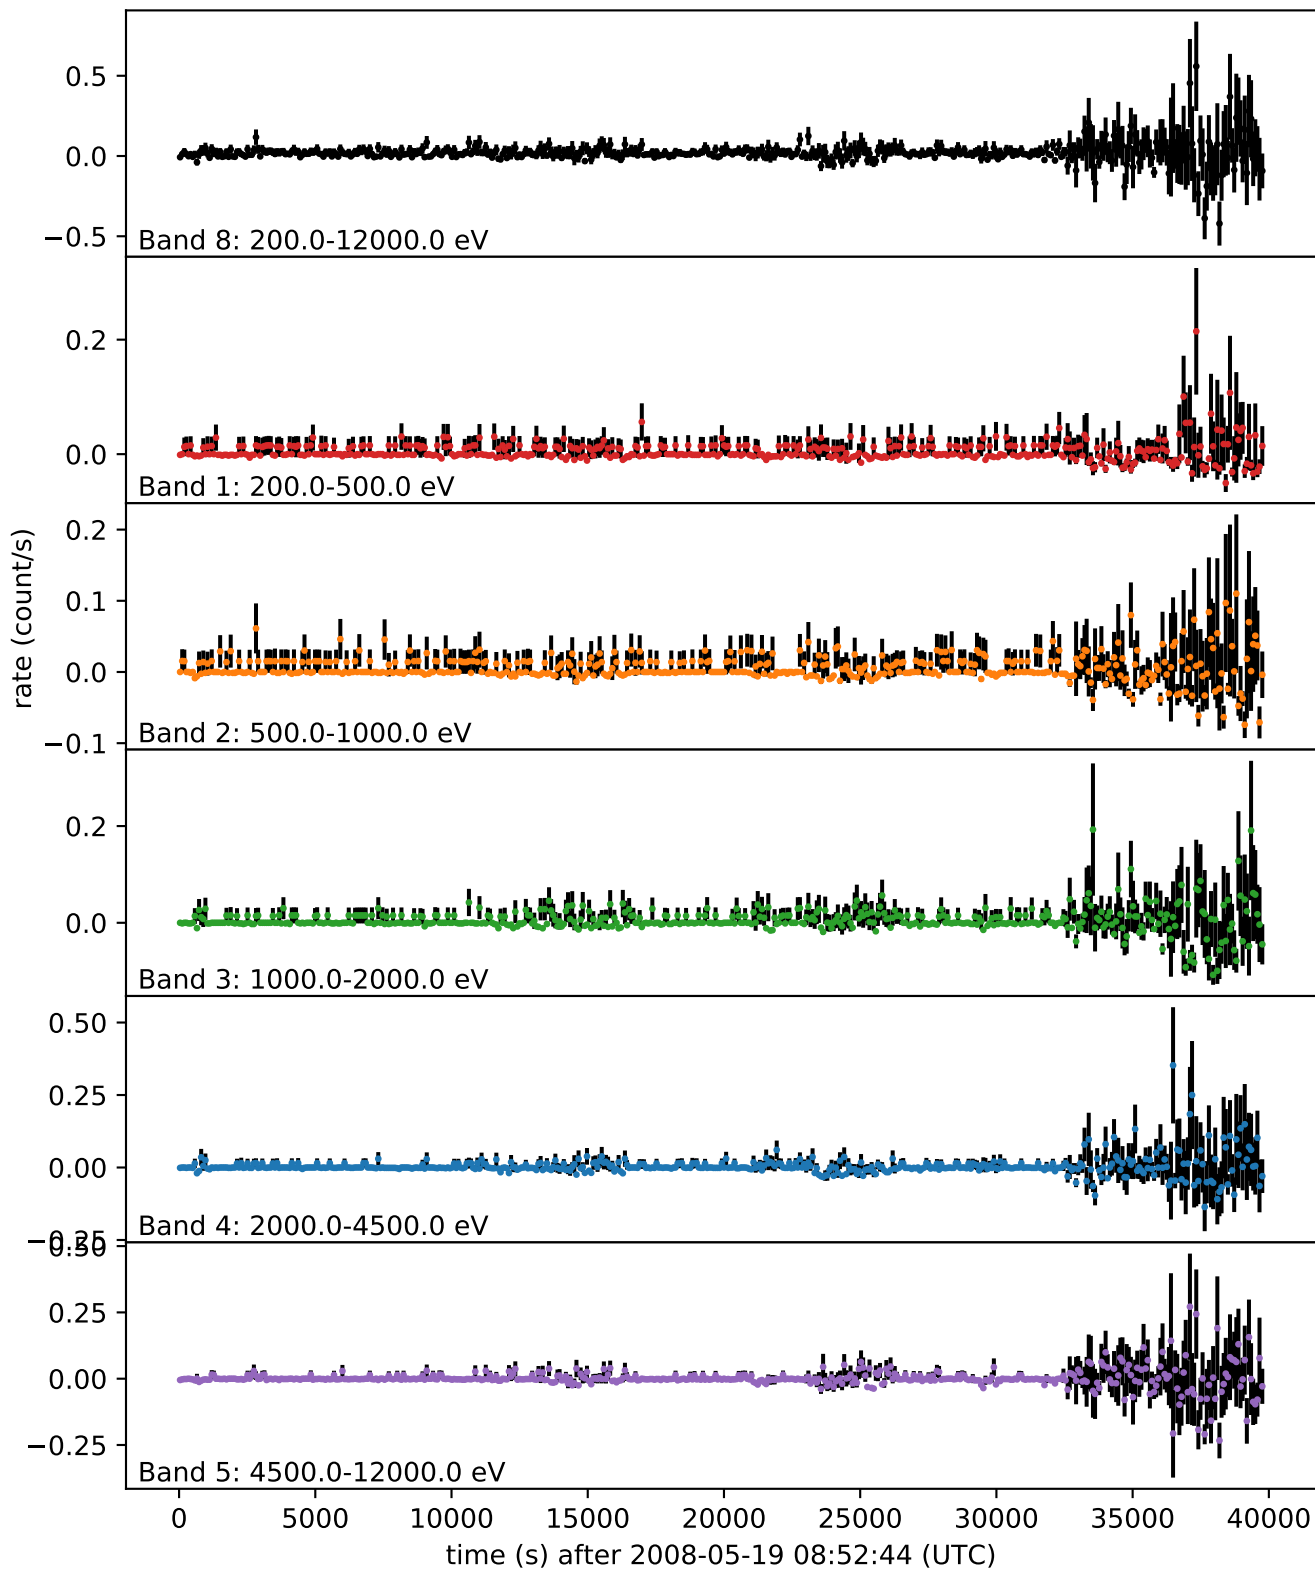 0.5
0.0
−0.5
Band 8: 200.0-12000.0 eV
0.2
0.0
Band 1: 200.0-500.0 eV
rate (count/s)
0.2
0.1
0.0
−0.1
Band 2: 500.0-1000.0 eV
0.2
0.0
Band 3: 1000.0-2000.0 eV
0.50
0.25
0.00
−0.25
Band 4: 2000.0-4500.0 eV
0.50
0.25
0.00
−0.25
Band 5: 4500.0-12000.0 eV
0 5000 10000 15000 20000 25000 30000 35000 40000
time (s) after 2008-05-19 08:52:44 (UTC)